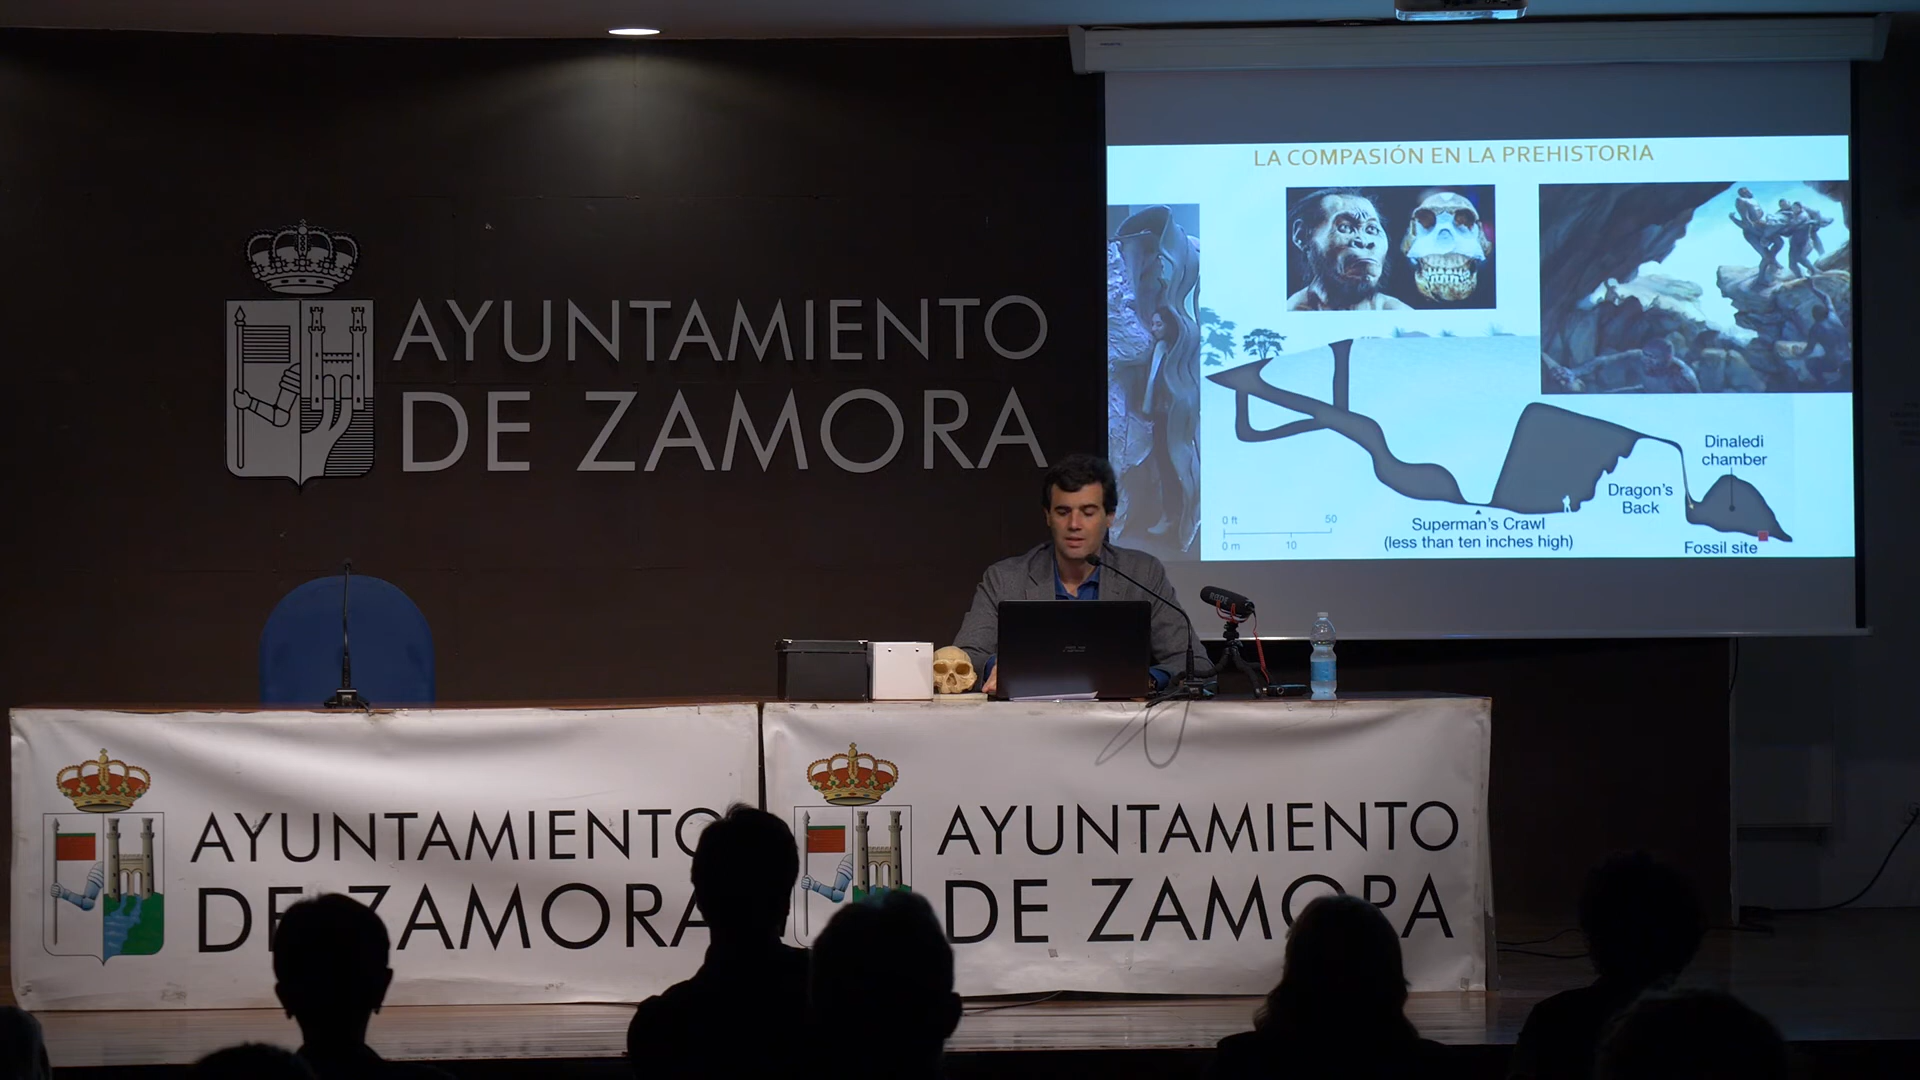 LA COMPASIÓN EN LA PREHISTORIA
AYUNTAMIENTO
DE ZAMORA
Dinaledi
chamber
Dragon's
Back
Superman's Crawl
(less than ten inches high)
Fossil site
0 ft 50
0 m 10
RØDE
AYUNTAMIENTO
DE ZAMORA
AYUNTAMIENTO
DE ZAMORA